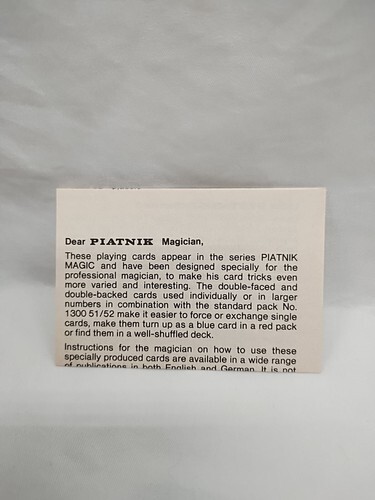 Dear PIATNIK Magician,
These playing cards appear in the series PIATNIK
MAGIC and have been designed specially for the
professional magician, to make his card tricks even
more varied and interesting. The double-faced and
double-backed cards used individually or in larger
numbers in combination with the standard pack No.
1300 51/52 make it easier to force or exchange single
cards, make them turn up as a blue card in a red pack
or find them in a well-shuffled deck.
Instructions for the magician on how to use these
specially produced cards are available in a wide range
of publications in both English and German. It is not